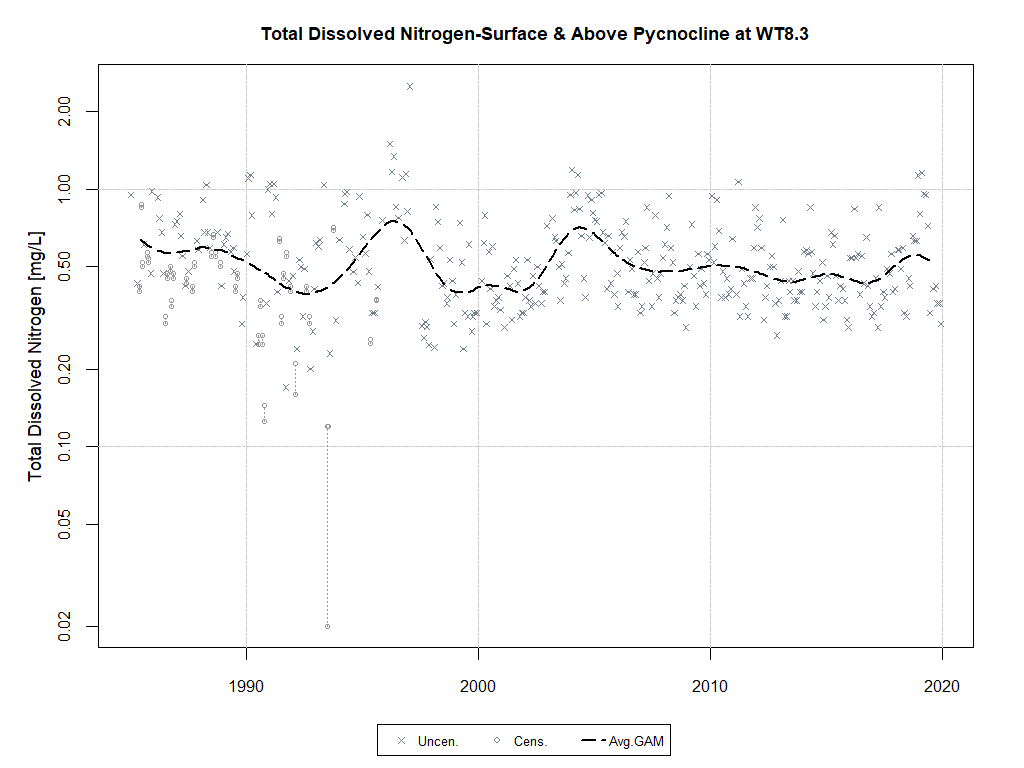 Total Dissolved Nitrogen-Surface & Above Pycnocline at WT8.3
Total Dissolved Nitrogen [mg/L]
2.00
1.00
0.50
0.20
0.10
0.05
0.02
1990 2000 2010 2020
Uncen. Cens. Avg.GAM